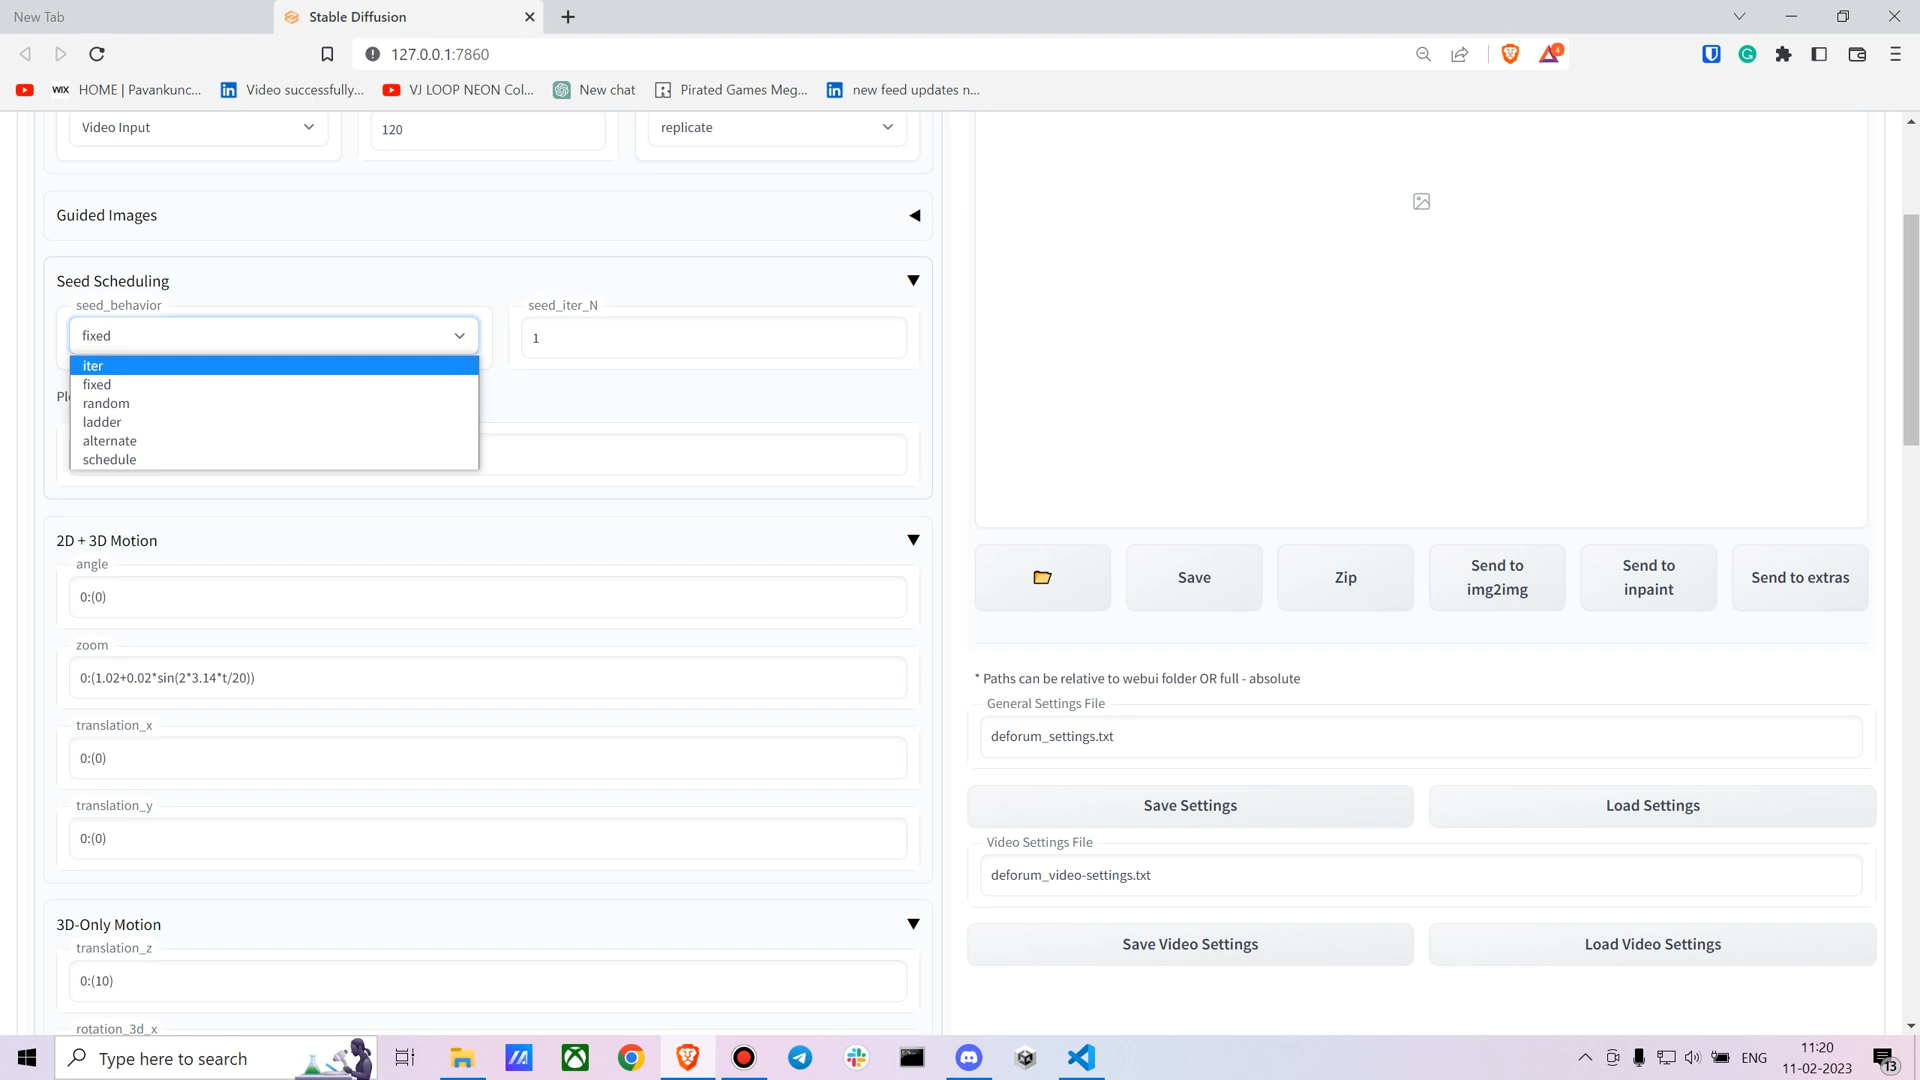 New Tab
Stable Diffusion
127.0.0.1:7860
4
WIX HOME | Pavankunc...
Video successfully,...
VJ LOOP NEON Col...
New chat
Pirated Games Meg...
new feed updates n...
Video Input
120
replicate
Guided Images
Seed Scheduling
seed_behavior
seed_iter_N
fixed
1
iter
fixed
random
ladder
alternate
schedule
2D + 3D Motion
angle
0:(0)
zoom
0:(1.02+0.02*sin(2*3.14*t/20))
translation_x
0:(0)
translation_y
0:(0)
3D-Only Motion
translation_z
0:(10)
rotation_3d_x
Save
Zip
Send to
img2img
Send to
inpaint
Send to extras
* Paths can be relative to webui folder OR full - absolute
General Settings File
deforum_settings.txt
Save Settings
Load Settings
Video Settings File
deforum_video-settings.txt
Save Video Settings
Load Video Settings
Type here to search
ENG
11:20
11-02-2023
13